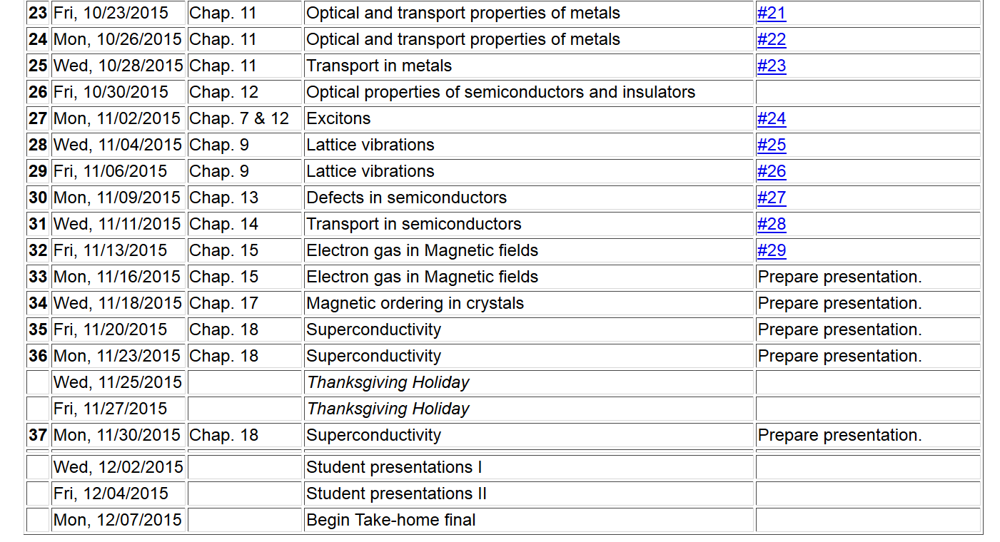 23 Fri, 10/23/2015 Chap. 11 Optical and transport properties of metals #21
24 Mon, 10/26/2015 Chap. 11 Optical and transport properties of metals #22
25 Wed, 10/28/2015 Chap. 11 Transport in metals #23
26 Fri, 10/30/2015 Chap. 12 Optical properties of semiconductors and insulators
27 Mon, 11/02/2015 Chap. 7 & 12 Excitons #24
28 Wed, 11/04/2015 Chap. 9 Lattice vibrations #25
29 Fri, 11/06/2015 Chap. 9 Lattice vibrations #26
30 Mon, 11/09/2015 Chap. 13 Defects in semiconductors #27
31 Wed, 11/11/2015 Chap. 14 Transport in semiconductors #28
32 Fri, 11/13/2015 Chap. 15 Electron gas in Magnetic fields #29
33 Mon, 11/16/2015 Chap. 15 Electron gas in Magnetic fields Prepare presentation.
34 Wed, 11/18/2015 Chap. 17 Magnetic ordering in crystals Prepare presentation.
35 Fri, 11/20/2015 Chap. 18 Superconductivity Prepare presentation.
36 Mon, 11/23/2015 Chap. 18 Superconductivity Prepare presentation.
Wed, 11/25/2015 Thanksgiving Holiday
Fri, 11/27/2015 Thanksgiving Holiday
37 Mon, 11/30/2015 Chap. 18 Superconductivity Prepare presentation.
Wed, 12/02/2015 Student presentations I
Fri, 12/04/2015 Student presentations II
Mon, 12/07/2015 Begin Take-home final